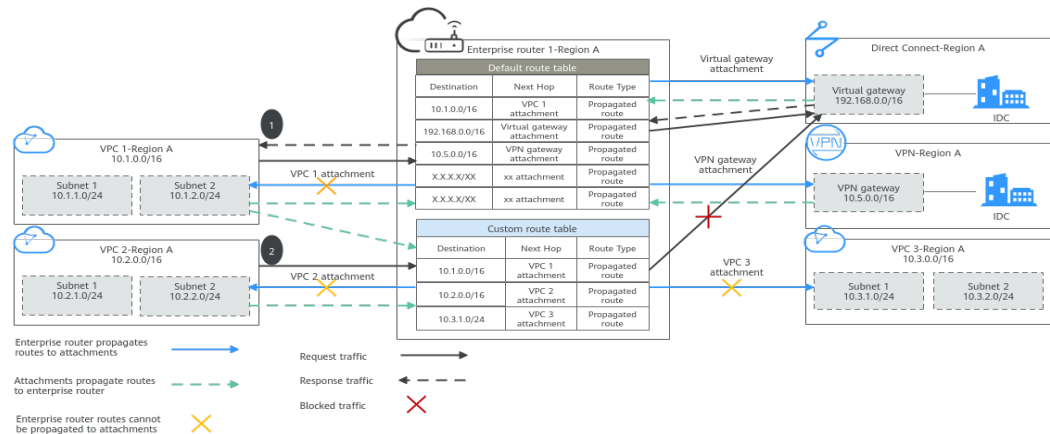 Enterprise router 1-Region A
Default route table
Destination Next Hop Route Type
10.1.0.0/16 VPC 1 attachment Propagated route
192.168.0.0/16 Virtual gateway attachment Propagated route
10.5.0.0/16 VPN gateway attachment Propagated route
X.X.X.X/XX xx attachment Propagated route
X.X.X.X/XX xx attachment Propagated route
Custom route table
Destination Next Hop Route Type
10.1.0.0/16 VPC 1 attachment Propagated route
10.2.0.0/16 VPC 2 attachment Propagated route
10.3.1.0/24 VPC 3 attachment Propagated route
1
VPC 1-Region A
10.1.0.0/16
Subnet 1
10.1.1.0/24
Subnet 2
10.1.2.0/24
VPC 1 attachment
2
VPC 2-Region A
10.2.0.0/16
Subnet 1
10.2.1.0/24
Subnet 2
10.2.2.0/24
VPC 2 attachment
Virtual gateway
attachment
Direct Connect-Region A
Virtual gateway
192.168.0.0/16
IDC
VPN gateway
attachment
VPN
VPN-Region A
VPN gateway
10.5.0.0/16
IDC
VPC 3
attachment
VPC 3-Region A
10.3.0.0/16
Subnet 1
10.3.1.0/24
Subnet 2
10.3.2.0/24
Enterprise router propagates
routes to attachments
Attachments propagate routes
to enterprise router
Enterprise router routes cannot
be propagated to attachments
Request traffic
Response traffic
Blocked traffic